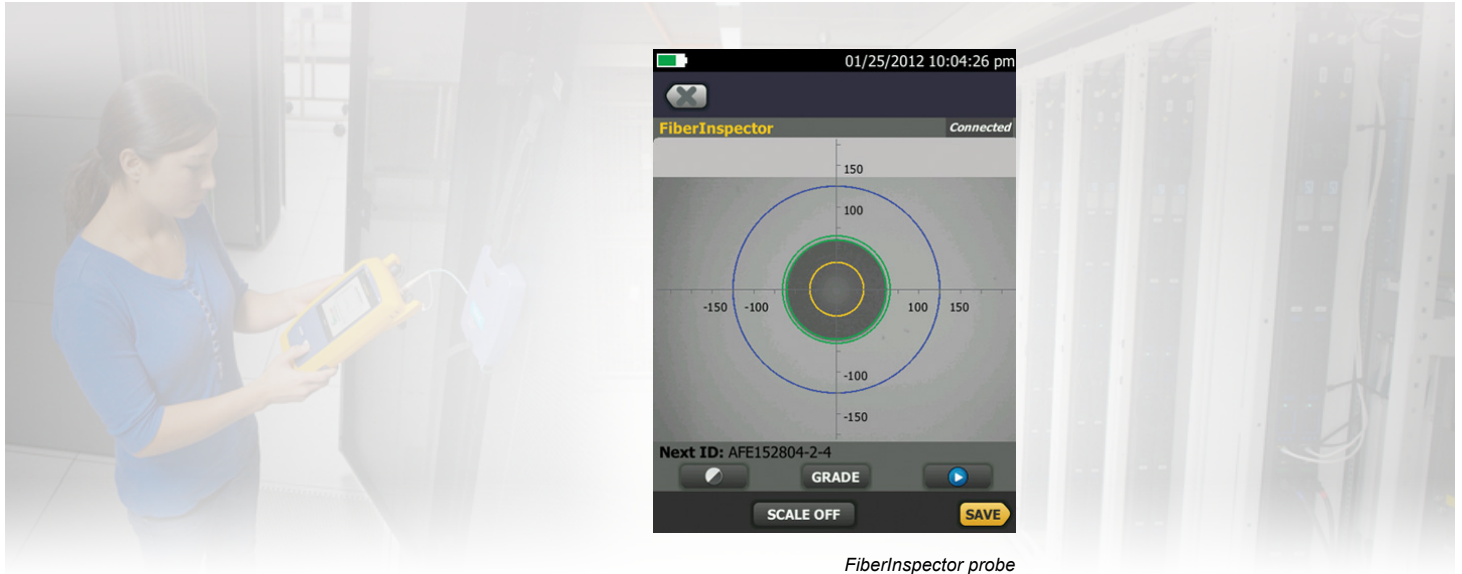 01/25/2012 10:04:26 pm
FiberInspector Connected
150
100
-150 -100 100 150
-100
-150
Next ID: AFE152804-2-4
GRADE
SCALE OFF SAVE
FiberInspector probe